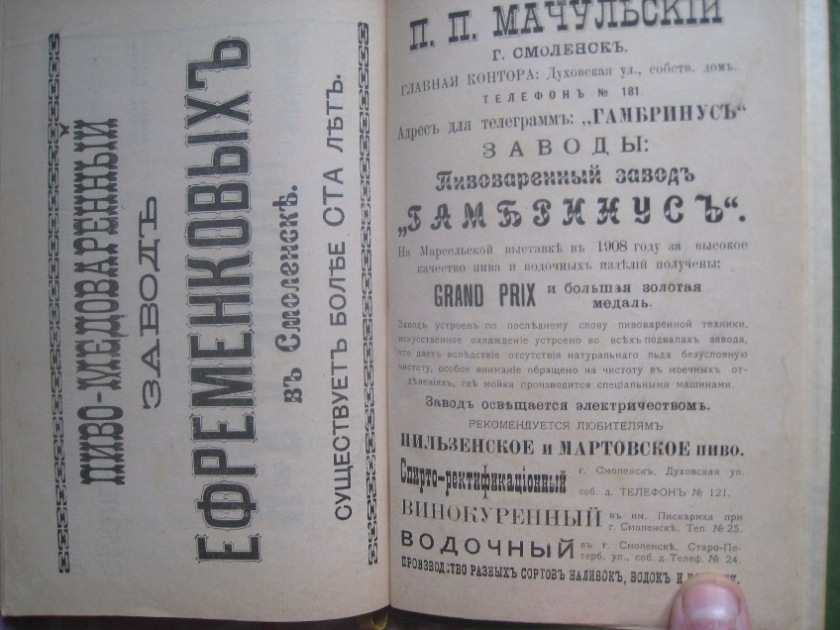 ПИВО-МЕДОВАРЕННЫЙ
ЗАВОДЪ
ЕФРЕМЕНКОВЫХЪ
въ Смоленскѣ.
СУЩЕСТВУЕТЪ БОЛѢЕ СТА ЛѢТЪ.
П. П. МАЧУЛЬСКІЙ
Г. СМОЛЕНСКЪ.
ГЛАВНАЯ КОНТОРА: Духовская ул., собств. домъ.
ТЕЛЕФОНЪ № 181.
Адресъ для телеграммъ: „ГАМБРИНУСЪ“
ЗАВОДЫ:
Пивоваренный заводъ
„ГАМБРИНУСЪ“.
На Марсельской выставкѣ въ 1908 году за высокое
качество пива и водочныхъ издѣлій получены:
GRAND PRIX и большая золотая
медаль.
Заводъ устроенъ по послѣднему слову пивоваренной техники,
искусственное охлажденіе устроено во всѣхъ подвалахъ завода,
что даетъ вслѣдствіе отсутствія натуральнаго льда безусловную
чистоту, особое вниманіе обращено на чистоту въ моечныхъ от-
дѣленіяхъ, гдѣ мойка производится спеціальными машинами.
Заводъ освѣщается электричествомъ.
РЕКОМЕНДУЕТСЯ ЛЮБИТЕЛЯМЪ
ПИЛЬЗЕНСКОЕ и МАРТОВСКОЕ пиво.
Спирто-ректификаціонный г. Смоленскъ, Духовская ул.
соб. д. ТЕЛЕФОНЪ № 121.
ВИНОКУРЕННЫЙ въ им. Пискариха при
г. Смоленскѣ. Тел. № 25.
ВОДОЧНЫЙ въ г. Смоленскѣ, Старо-Пе-
терб. ул., соб. д. Телеф. № 24.
ПРОИЗВОДСТВО РАЗНЫХЪ СОРТОВЪ НАЛИВОКЪ, ВОДОКЪ И